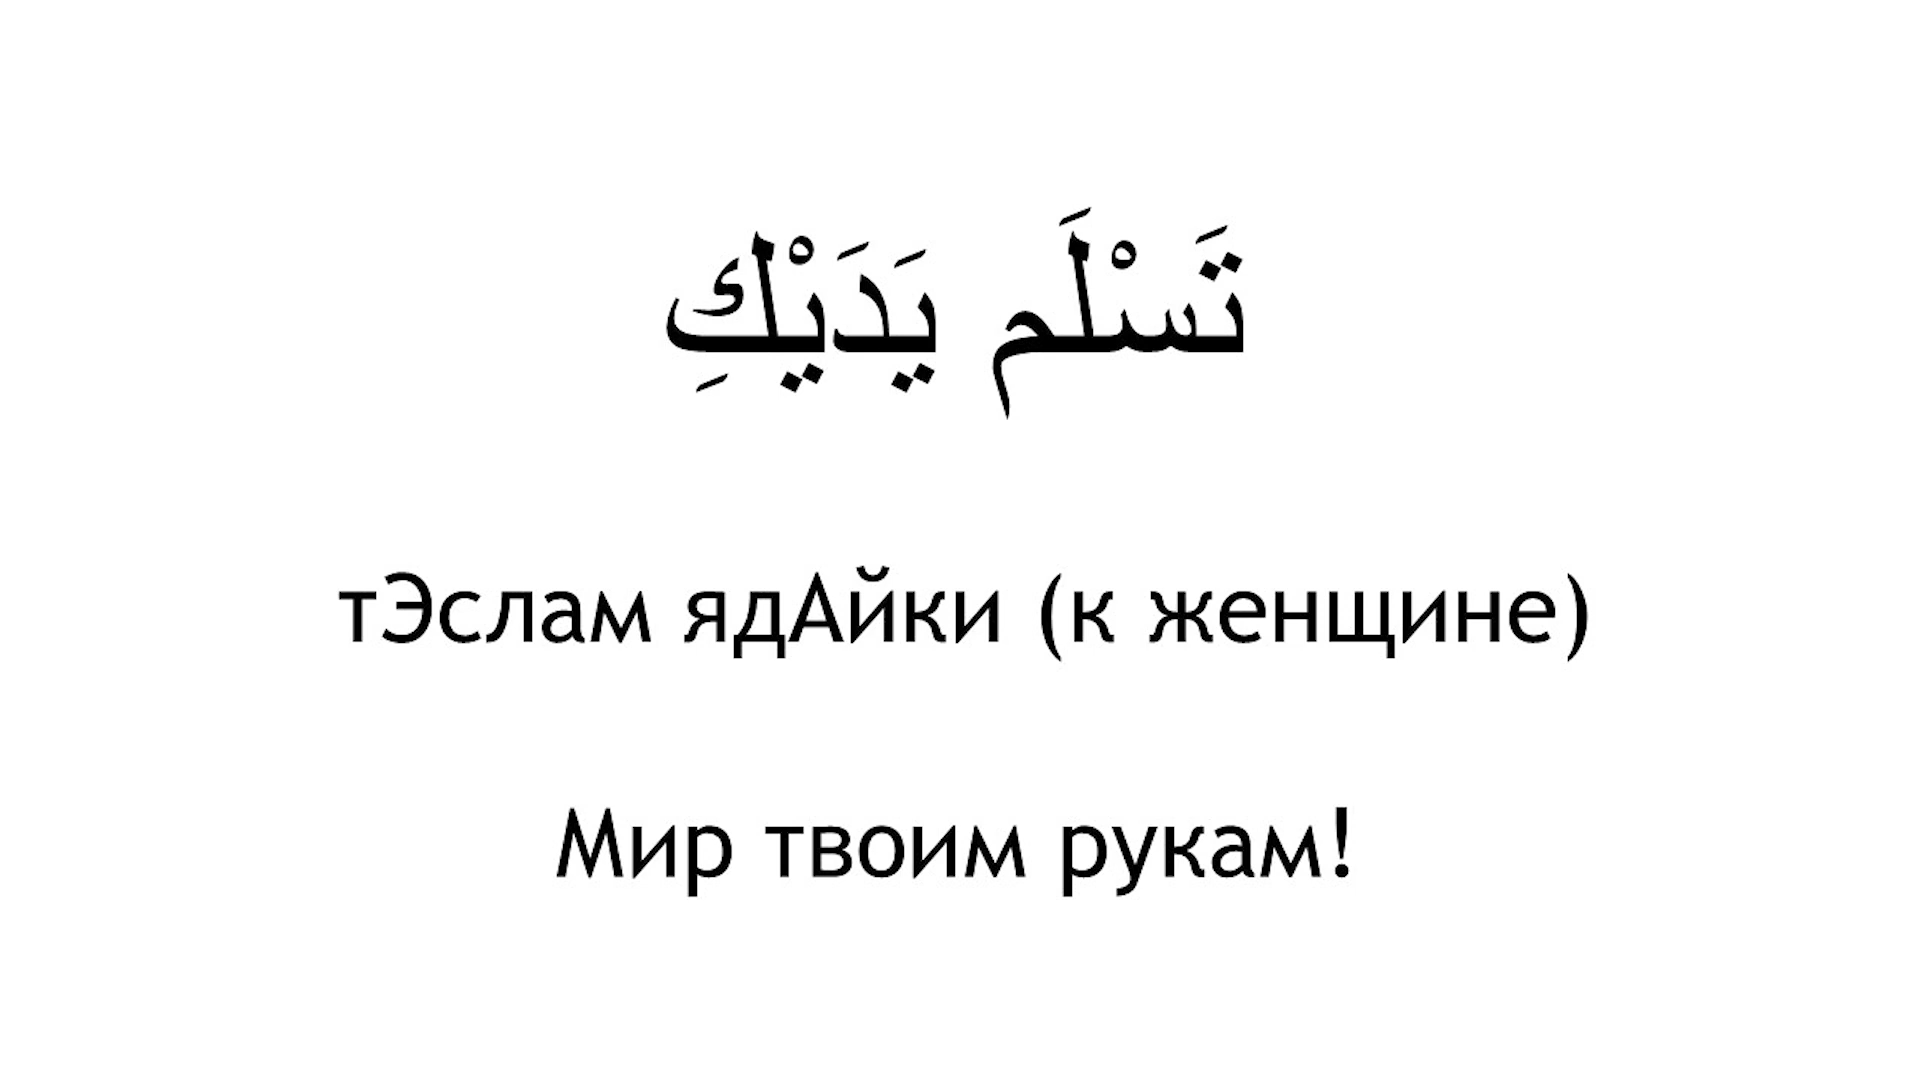 تَسْلَم يَدَيْكِ
тЭслам ядАйки (к женщине)
Мир твоим рукам!